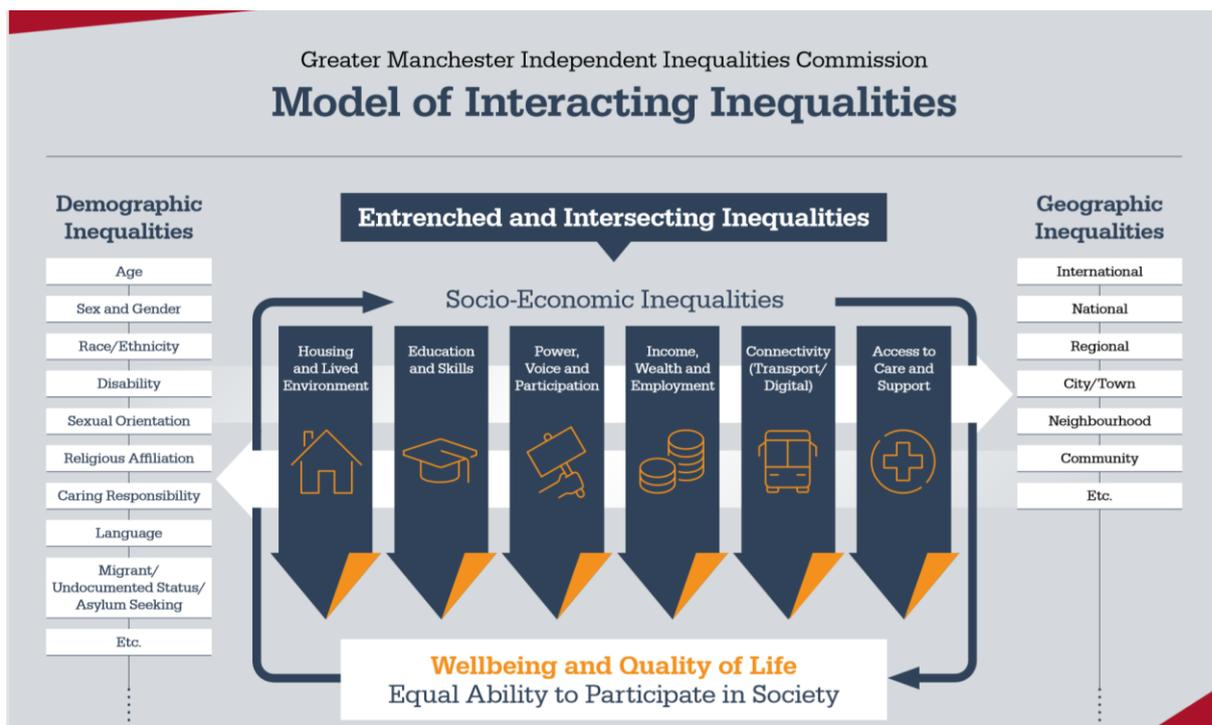 Greater Manchester Independent Inequalities Commission
Model of Interacting Inequalities
Demographic
Inequalities
Age
Sex and Gender
Race/Ethnicity
Disability
Sexual Orientation
Religious Affiliation
Caring Responsibility
Language
Migrant/
Undocumented Status/
Asylum Seeking
Etc.
Entrenched and Intersecting Inequalities
Socio-Economic Inequalities
Housing
and Lived
Environment
Education
and Skills
Power,
Voice and
Participation
Income,
Wealth and
Employment
Connectivity
(Transport/
Digital)
Access to
Care and
Support
Wellbeing and Quality of Life
Equal Ability to Participate in Society
Geographic
Inequalities
International
National
Regional
City/Town
Neighbourhood
Community
Etc.